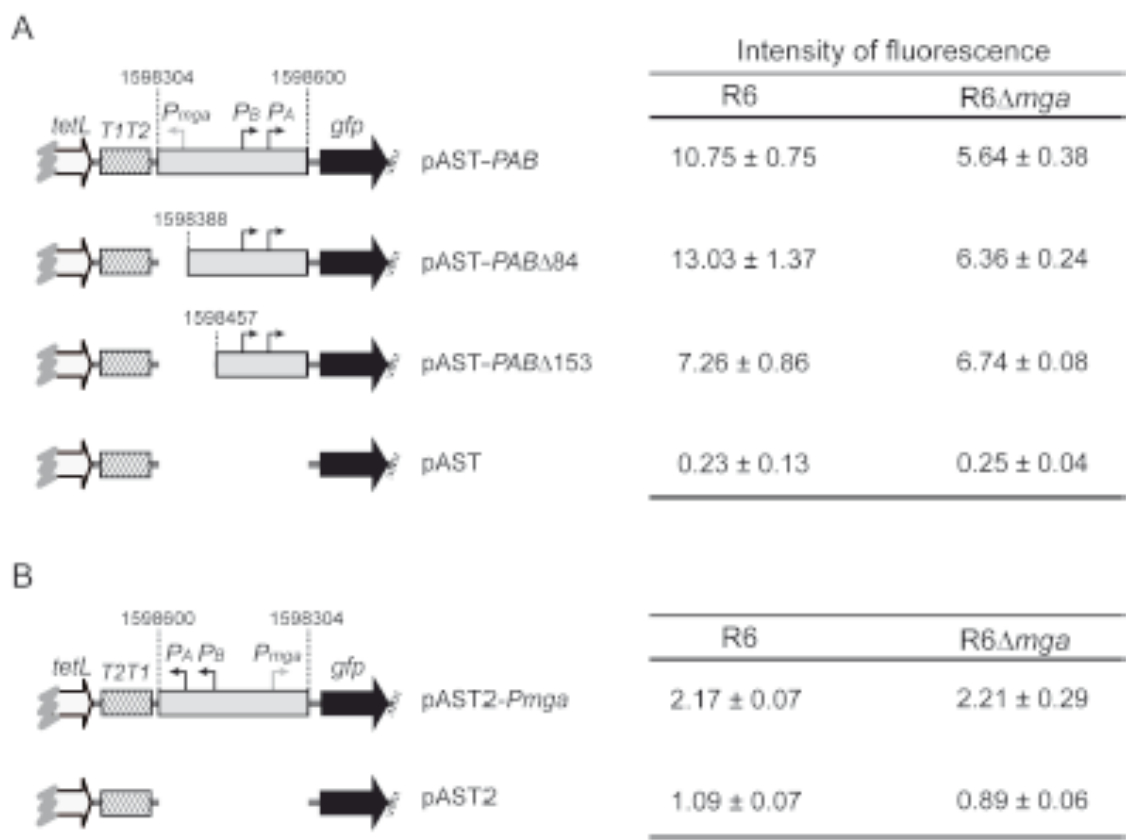 A
Intensity of fluorescence
R6 R6Δmga
1598304 1598600
tetL T1T2 Pmga PB PA gfp
pAST-PAB 10.75 ± 0.75 5.64 ± 0.38
1598388
pAST-PABΔ84 13.03 ± 1.37 6.36 ± 0.24
1598457
pAST-PABΔ153 7.26 ± 0.86 6.74 ± 0.08
pAST 0.23 ± 0.13 0.25 ± 0.04
B
R6 R6Δmga
1598600 1598304
tetL T2T1 PA PB Pmga gfp
pAST2-Pmga 2.17 ± 0.07 2.21 ± 0.29
pAST2 1.09 ± 0.07 0.89 ± 0.06